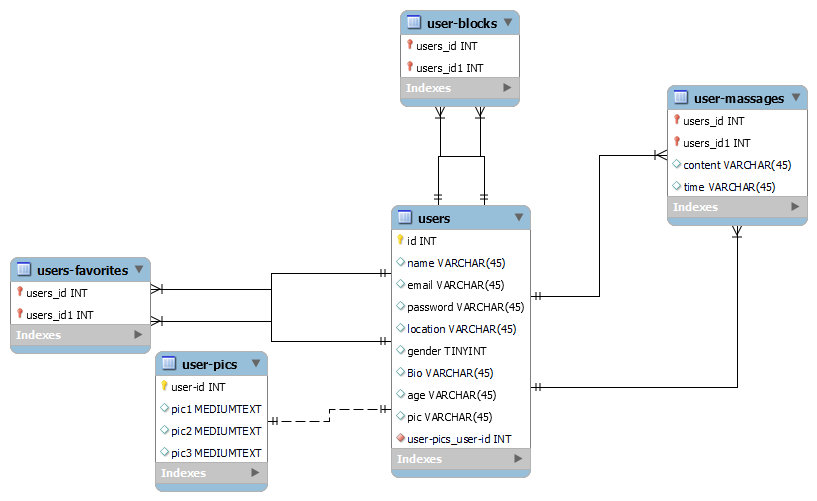 user-blocks
users_id INT
users_id1 INT
Indexes
user-massages
users_id INT
users_id1 INT
content VARCHAR(45)
time VARCHAR(45)
Indexes
users
id INT
name VARCHAR(45)
email VARCHAR(45)
password VARCHAR(45)
location VARCHAR(45)
gender TINYINT
Bio VARCHAR(45)
age VARCHAR(45)
pic VARCHAR(45)
user-pics_user-id INT
Indexes
users-favorites
users_id INT
users_id1 INT
Indexes
user-pics
user-id INT
pic1 MEDIUMTEXT
pic2 MEDIUMTEXT
pic3 MEDIUMTEXT
Indexes